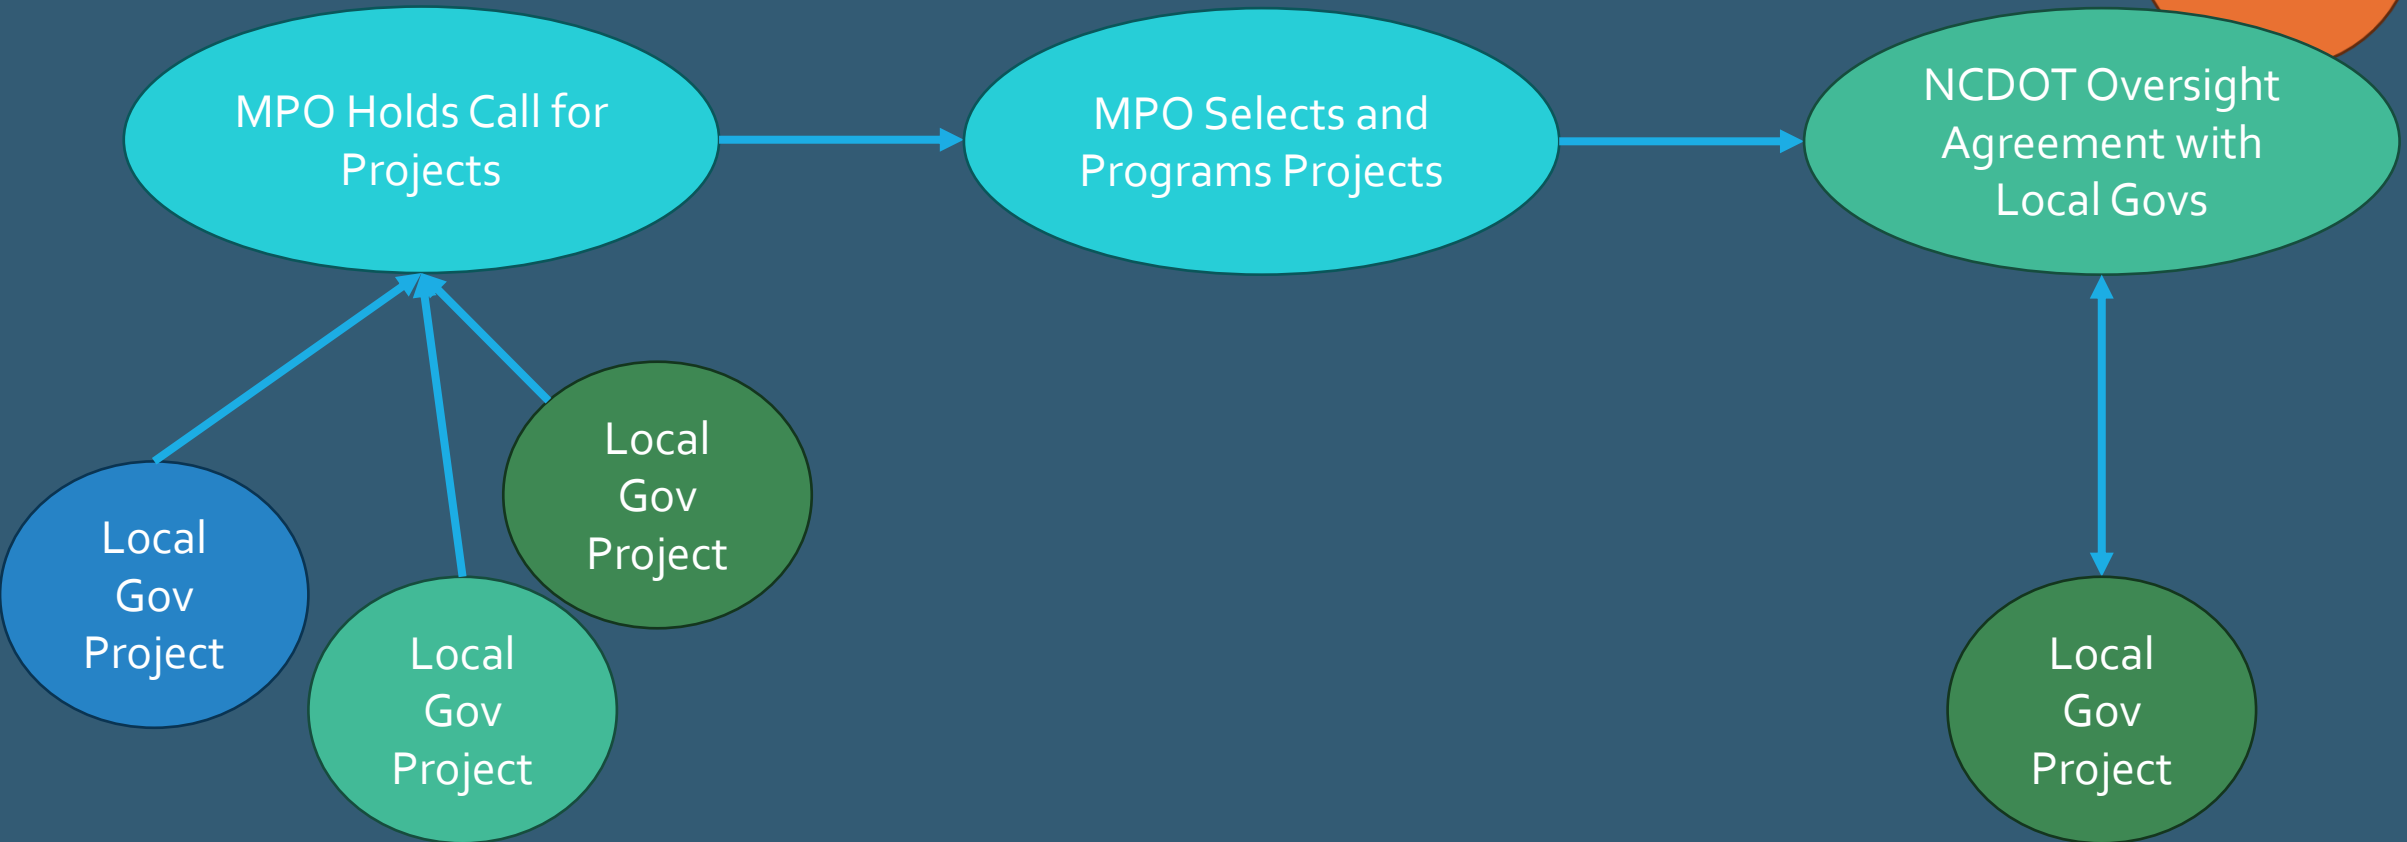 MPO Holds Call for
Projects
MPO Selects and
Programs Projects
NCDOT Oversight
Agreement with
Local Govs
Local
Gov
Project
Local
Gov
Project
Local
Gov
Project
Local
Gov
Project